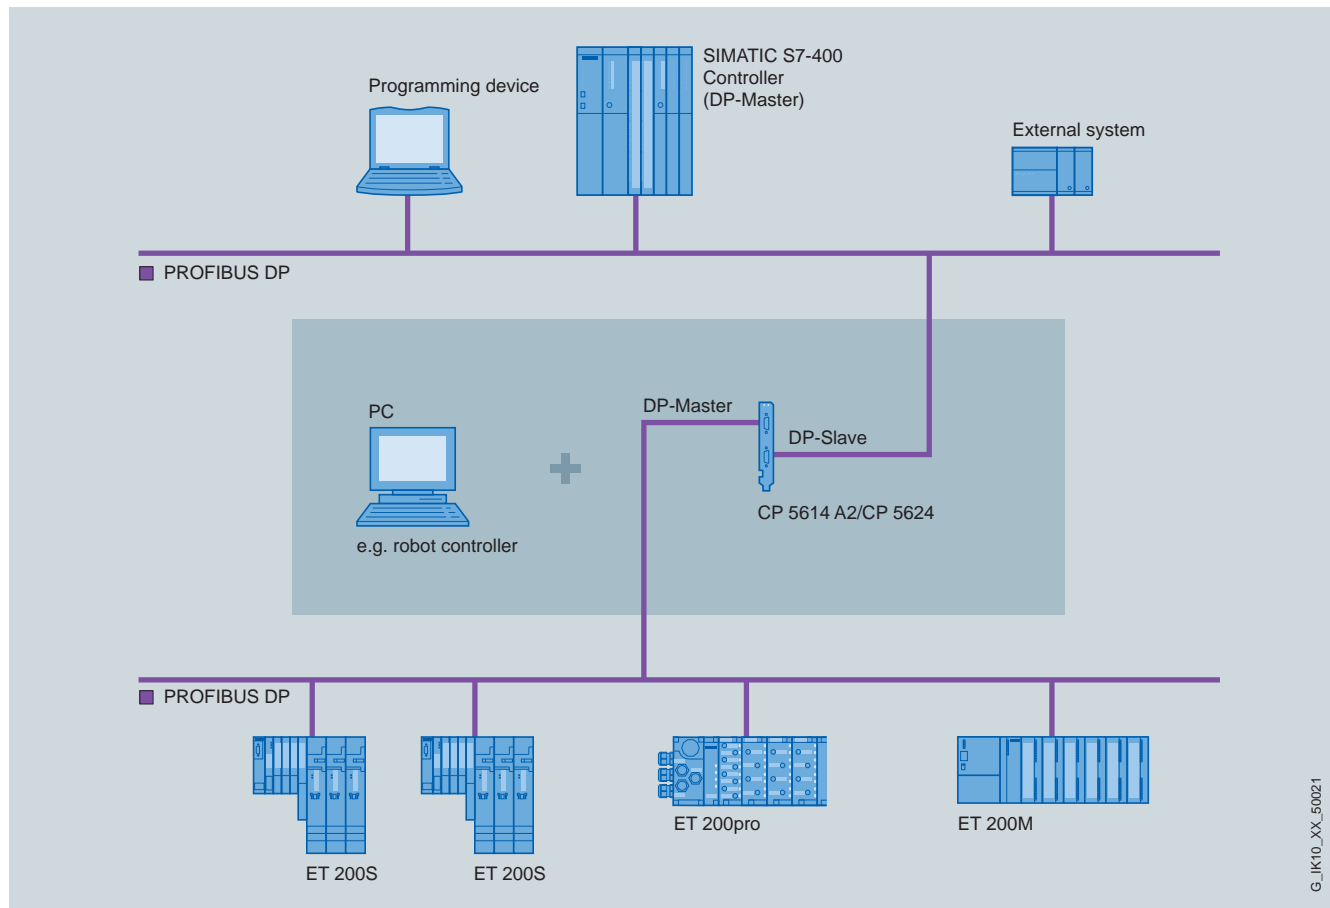 Programming device
SIMATIC S7-400
Controller
(DP-Master)
External system
PROFIBUS DP
PC
e.g. robot controller
DP-Master
DP-Slave
CP 5614 A2/CP 5624
PROFIBUS DP
ET 200S
ET 200S
ET 200pro
ET 200M
G_IK10_XX_50021